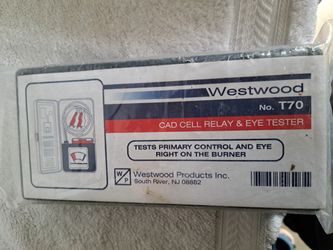 Westwood
No. T70
CAD CELL RELAY & EYE TESTER
TESTS PRIMARY CONTROL AND EYE
RIGHT ON THE BURNER
W/P
Westwood Products Inc.
South River, NJ 08882